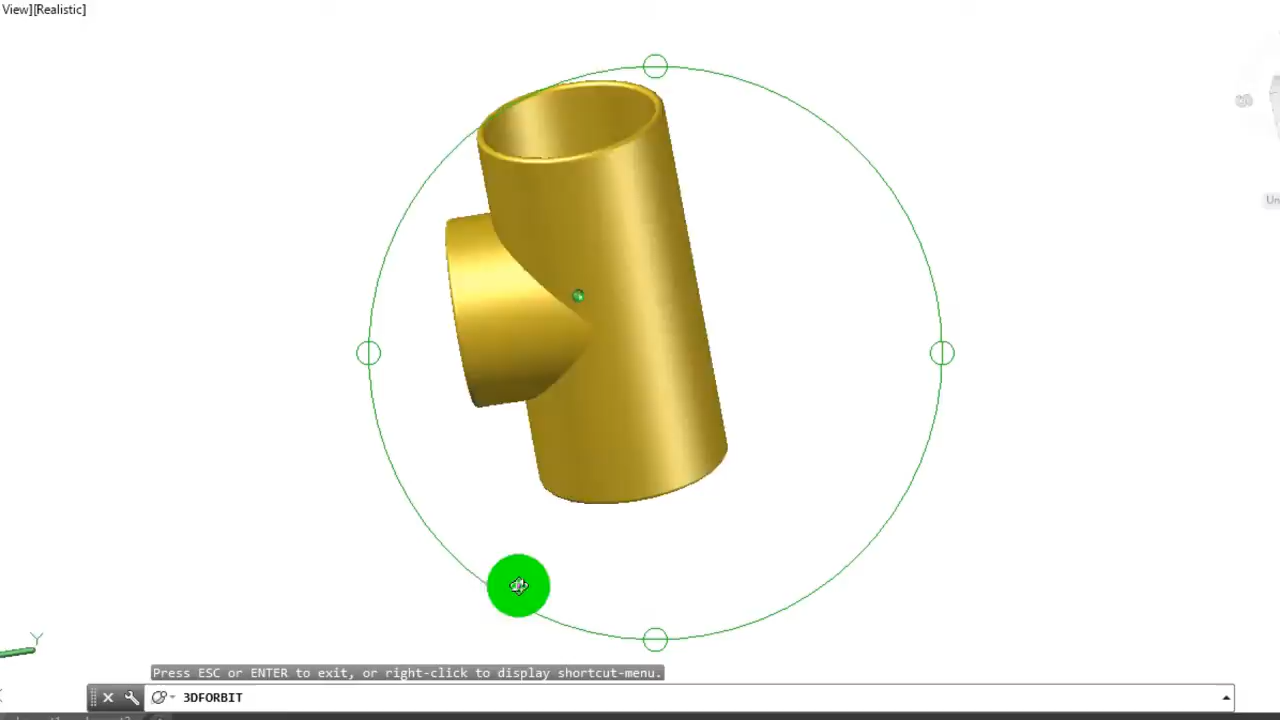 View][Realistic]
Y
Press ESC or ENTER to exit, or right-click to display shortcut-menu.
3DFORBIT